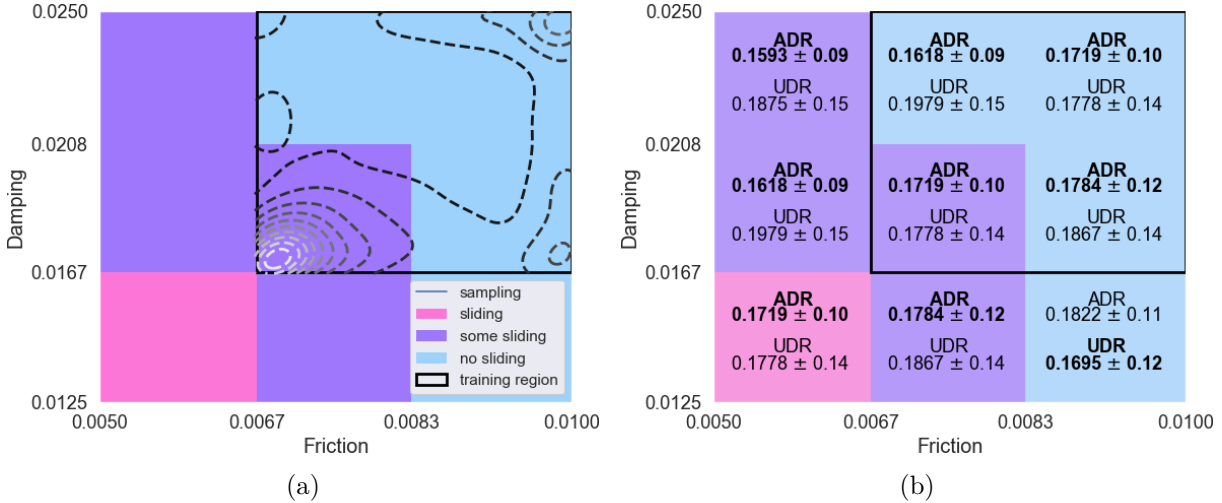 0.0250
0.0208
0.0167
0.0125
Damping
0.0050
0.0067
0.0083
0.0100
Friction
sampling
sliding
some sliding
no sliding
training region
(a)
0.0250
0.0208
0.0167
0.0125
Damping
ADR
0.1593 ± 0.09
UDR
0.1875 ± 0.15
ADR
0.1618 ± 0.09
UDR
0.1979 ± 0.15
ADR
0.1719 ± 0.10
UDR
0.1778 ± 0.14
ADR
0.1618 ± 0.09
UDR
0.1979 ± 0.15
ADR
0.1719 ± 0.10
UDR
0.1778 ± 0.14
ADR
0.1784 ± 0.12
UDR
0.1867 ± 0.14
ADR
0.1719 ± 0.10
UDR
0.1778 ± 0.14
ADR
0.1784 ± 0.12
UDR
0.1867 ± 0.14
ADR
0.1822 ± 0.11
UDR
0.1695 ± 0.12
0.0050
0.0067
0.0083
0.0100
Friction
(b)